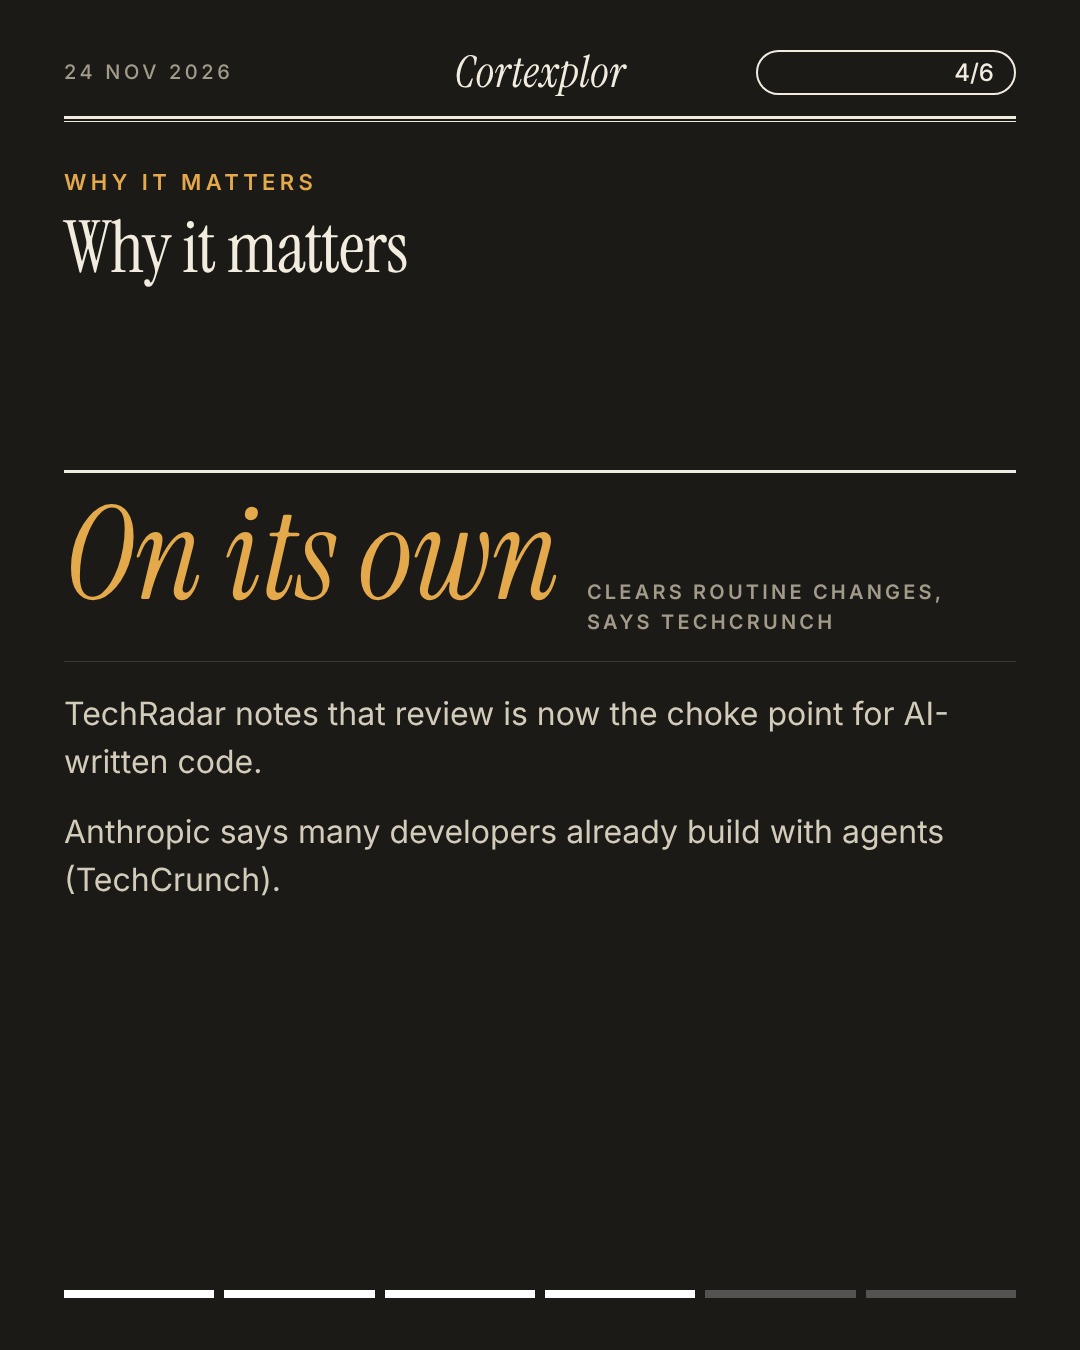 24 NOV 2026
Cortexplor
4/6
WHY IT MATTERS
Why it matters
On its own
CLEARS ROUTINE CHANGES,
SAYS TECHCRUNCH
TechRadar notes that review is now the choke point for AI-
written code.
Anthropic says many developers already build with agents
(TechCrunch).